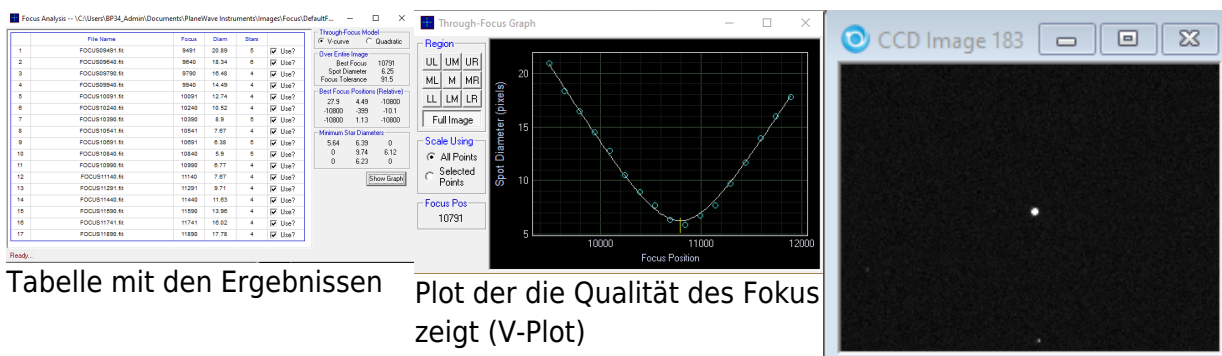 Focus Analysis -- \C:\Users\BP34_Admin\Documents\PlaneWave Instruments\Images\Focus\DefaultF...
File Name Focus Diam Stars
1 FOCUS09491.fit 9491 20.89 5 Use?
2 FOCUS09640.fit 9640 18.34 6 Use?
3 FOCUS09790.fit 9790 16.48 4 Use?
4 FOCUS09940.fit 9940 14.49 4 Use?
5 FOCUS10091.fit 10091 12.74 4 Use?
6 FOCUS10240.fit 10240 10.52 4 Use?
7 FOCUS10390.fit 10390 8.9 5 Use?
8 FOCUS10541.fit 10541 7.67 4 Use?
9 FOCUS10691.fit 10691 6.38 5 Use?
10 FOCUS10840.fit 10840 5.9 5 Use?
11 FOCUS10990.fit 10990 6.77 4 Use?
12 FOCUS11140.fit 11140 7.67 4 Use?
13 FOCUS11291.fit 11291 9.71 4 Use?
14 FOCUS11440.fit 11440 11.63 4 Use?
15 FOCUS11590.fit 11590 13.96 4 Use?
16 FOCUS11741.fit 11741 16.02 4 Use?
17 FOCUS11890.fit 11890 17.78 4 Use?
Ready...
Through-Focus Model
V-curve Quadratic
Over Entire Image
Best Focus 10791
Spot Diameter 6.25
Focus Tolerance 91.5
Best Focus Positions (Relative)
27.9 4.49 -10800
-10800 -399 -10.1
-10800 1.13 -10800
Minimum Star Diameters
5.64 6.39 0
0 9.74 6.12
0 6.23 0
Show Graph
Tabelle mit den Ergebnissen
Through-Focus Graph
Region
UL UM UR
ML M MR
LL LM LR
Full Image
Scale Using
All Points
Selected
Points
Focus Pos
10791
Spot Diameter (pixels)
20
15
10
5
10000 11000 12000
Focus Position
Plot der die Qualität des Fokus
zeigt (V-Plot)
CCD Image 183